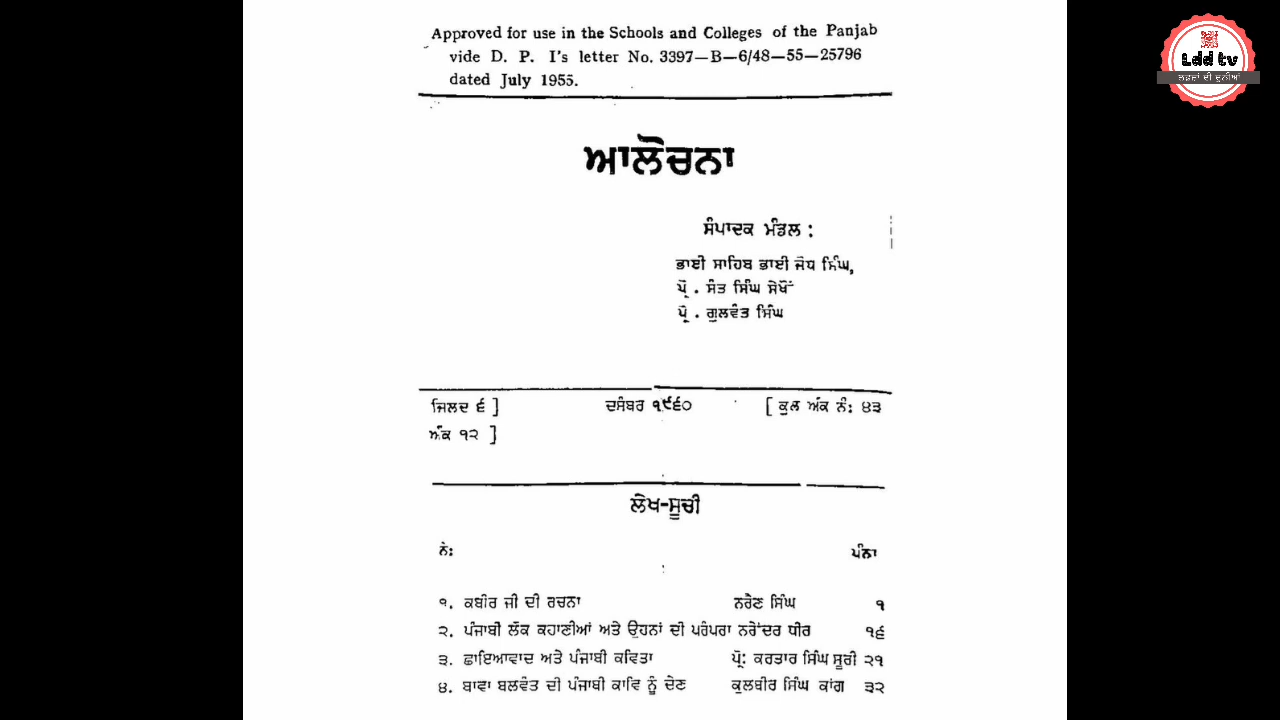 Approved for use in the Schools and Colleges of the Panjab
vide D. P. I's letter No. 3397—B—6/48—55—25796
dated July 1955.
Ldd tv
ਲਫ਼ਜ਼ਾਂ ਦੀ ਦੁਨੀਆਂ
ਆਲੋਚਨਾ
ਸੰਪਾਦਕ ਮੰਡਲ :
ਭਾਈ ਸਾਹਿਬ ਭਾਈ ਜੋਧ ਸਿੰਘ,
ਪ੍ਰੋ . ਸੰਤ ਸਿੰਘ ਸੇਖੋਂ
ਪ੍ਰੋ . ਗੁਲਵੰਤ ਸਿੰਘ
ਜਿਲਦ ੬ ] ਦਸੰਬਰ ੧੯੬੦ [ ਕੁਲ ਅੰਕ ਨੰ: ੪੩
ਅੰਕ ੧੨ ]
ਲੇਖ-ਸੂਚੀ
ਨੰ: ਪੰਨਾ
੧. ਕਬੀਰ ਜੀ ਦੀ ਰਚਨਾ ਨਰੈਣ ਸਿੰਘ ੧
੨. ਪੰਜਾਬੀ ਲੋਕ ਕਹਾਣੀਆਂ ਅਤੇ ਉਹਨਾਂ ਦੀ ਪਰੰਪਰਾ ਨਰੇਂਦਰ ਧੀਰ ੧੬
੩. ਛਾਇਆਵਾਦ ਅਤੇ ਪੰਜਾਬੀ ਕਵਿਤਾ ਪ੍ਰੋ: ਕਰਤਾਰ ਸਿੰਘ ਸੂਰੀ ੨੧
੪. ਬਾਵਾ ਬਲਵੰਤ ਦੀ ਪੰਜਾਬੀ ਕਾਵਿ ਨੂੰ ਦੇਣ ਕੁਲਬੀਰ ਸਿੰਘ ਕਾਂਗ ੩੨